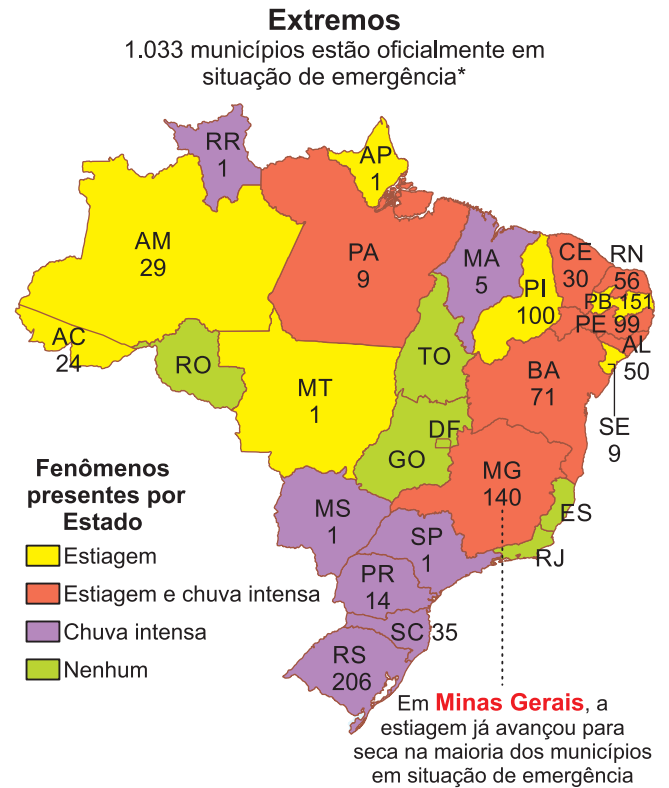 Extremos
1.033 municípios estão oficialmente em
situação de emergência*
RR
1
AP
1
AM
29
PA
9
MA
5
CE
30
RN
56
PI
100
PB 151
PE 99
AL
50
AC
24
RO
TO
BA
71
MT
1
SE
9
DF
GO
MG
140
ES
RJ
MS
1
SP
1
PR
14
SC 35
RS
206
Fenômenos
presentes por
Estado
Estiagem
Estiagem e chuva intensa
Chuva intensa
Nenhum
Em Minas Gerais, a
estiagem já avançou para
seca na maioria dos municípios
em situação de emergência